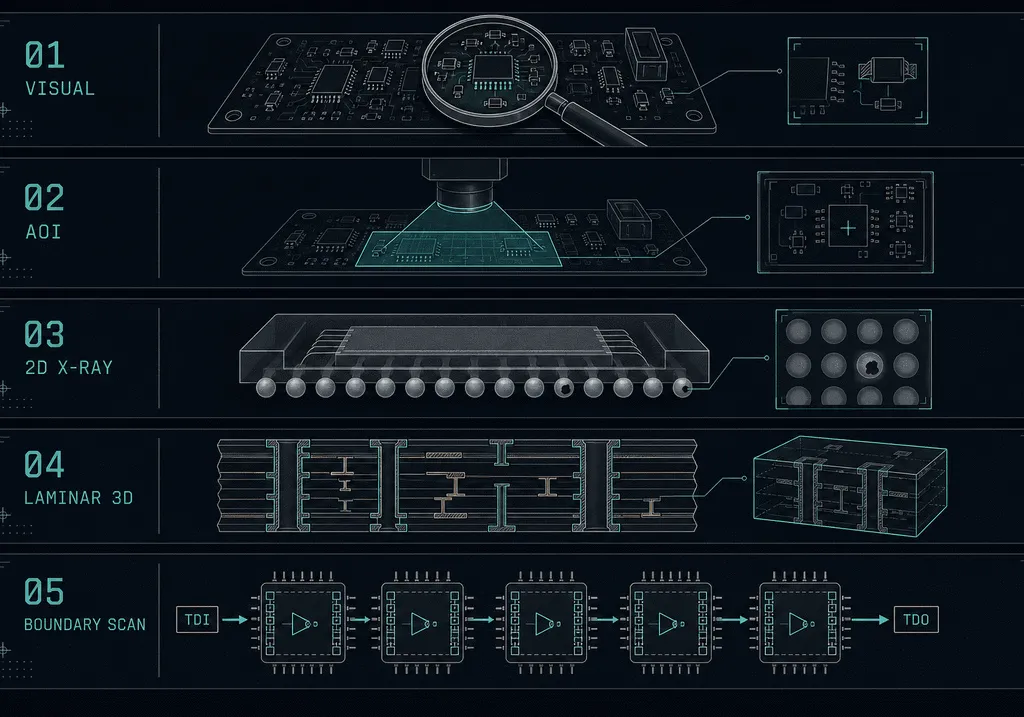 01
VISUAL
02
AOI
03
2D X-RAY
04
LAMINAR 3D
05
BOUNDARY SCAN
TDI
TDO